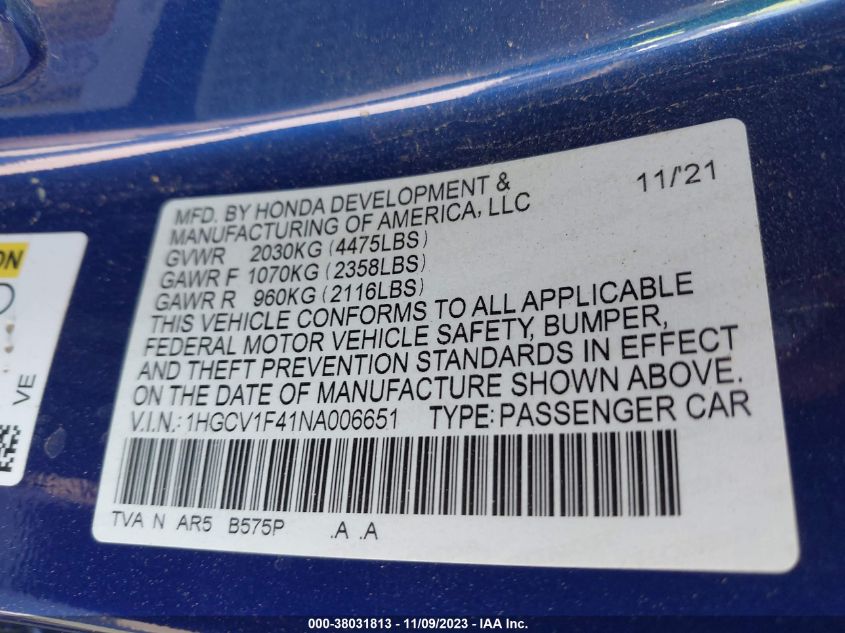 11/'21
MFD. BY HONDA DEVELOPMENT &
MANUFACTURING OF AMERICA, LLC
GVWR 2030KG (4475LBS)
GAWR F 1070KG (2358LBS)
GAWR R 960KG (2116LBS)
THIS VEHICLE CONFORMS TO ALL APPLICABLE
FEDERAL MOTOR VEHICLE SAFETY, BUMPER,
AND THEFT PREVENTION STANDARDS IN EFFECT
ON THE DATE OF MANUFACTURE SHOWN ABOVE.
V.I.N.: 1HGCV1F41NA006651 TYPE: PASSENGER CAR
TVA N AR5 B575P .A .A
VE
000-38031813 - 11/09/2023 - IAA Inc.